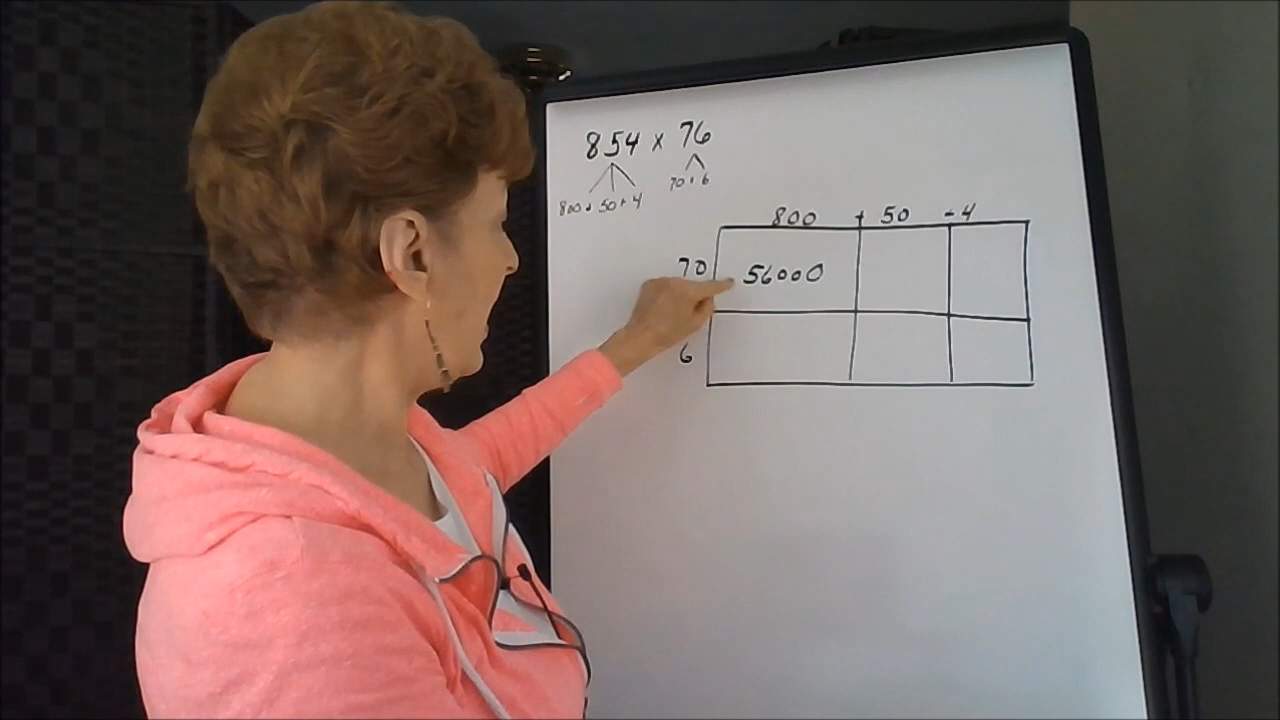 854 x 76
70 + 6
800 + 50 + 4
800 + 50 - 4
70 56000
6